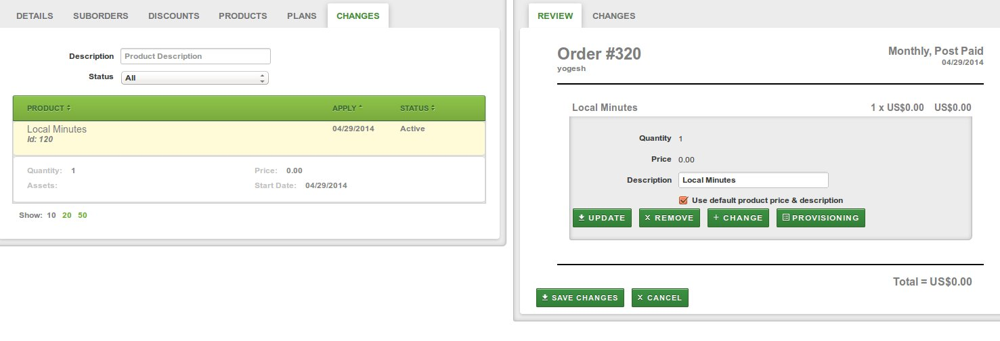 DETAILS SUBORDERS DISCOUNTS PRODUCTS PLANS CHANGES
Description Product Description
Status All
PRODUCT APPLY STATUS
Local Minutes 04/29/2014 Active
Id: 120
Quantity: 1 Price: 0.00
Assets: Start Date: 04/29/2014
Show: 10 20 50
REVIEW CHANGES
Order #320 Monthly, Post Paid
yogesh 04/29/2014
Local Minutes 1 x US$0.00 US$0.00
Quantity 1
Price 0.00
Description Local Minutes
Use default product price & description
UPDATE REMOVE CHANGE PROVISIONING
Total = US$0.00
SAVE CHANGES CANCEL